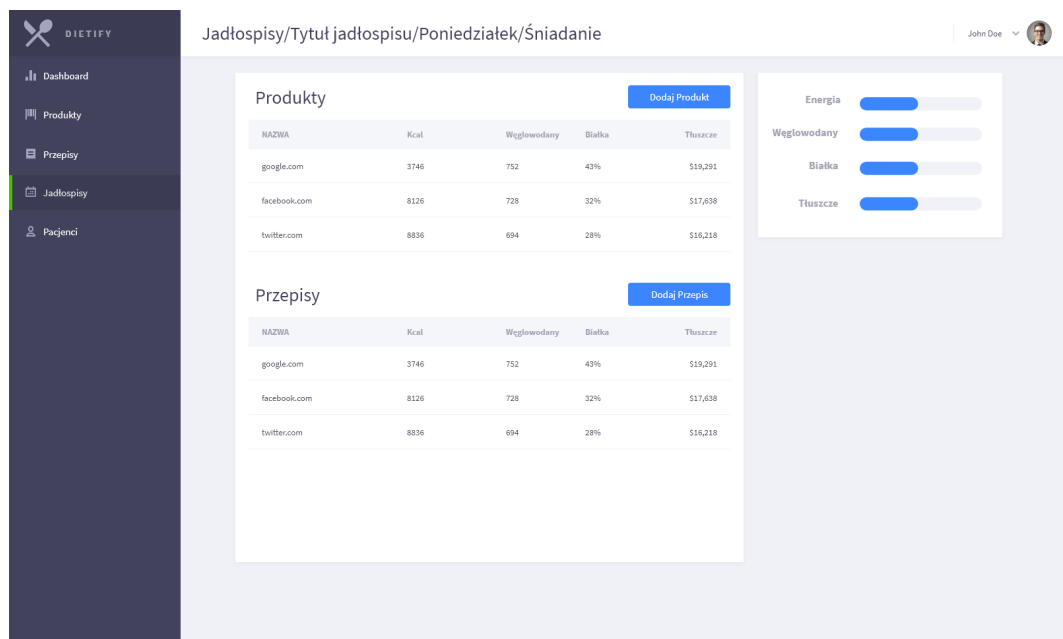 DIETIFY
Jadłospisy/Tytuł jadłospisu/Poniedziałek/Śniadanie
John Doe
Dashboard
Produkty
Przepisy
Jadłospisy
Pacjenci
Produkty
Dodaj Produkt
NAZWA Kcal Węglowodany Białka Tłuszcze
google.com 3746 752 43% $19,291
facebook.com 8126 728 32% $17,638
twitter.com 8836 694 28% $16,218
Przepisy
Dodaj Przepis
NAZWA Kcal Węglowodany Białka Tłuszcze
google.com 3746 752 43% $19,291
facebook.com 8126 728 32% $17,638
twitter.com 8836 694 28% $16,218
Energia
Węglowodany
Białka
Tłuszcze